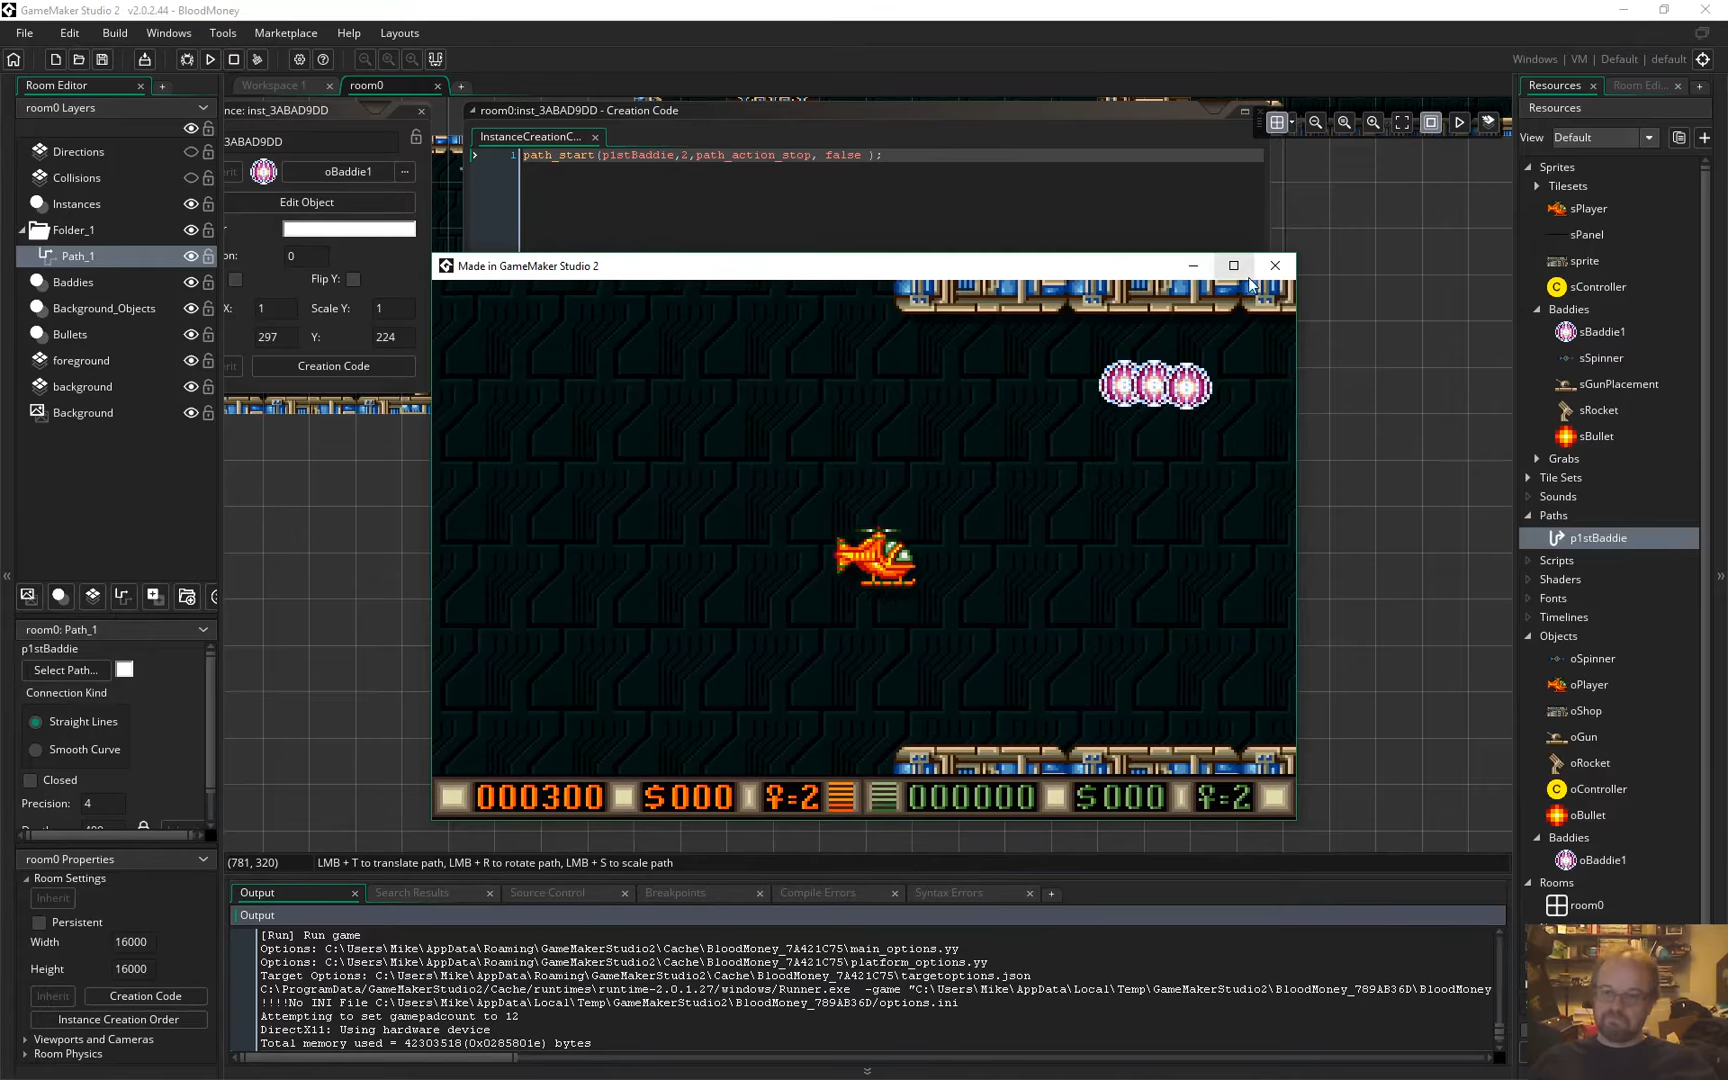 GameMaker Studio 2 v2.0.2.44 - BloodMoney
File Edit Build Windows Tools Marketplace Help Layouts
Windows | VM | Default | default
Room Editor
Workspace 1
room0
Resources
Room Edi...
room0 Layers
nce: inst_3ABAD9DD
room0:inst_3ABAD9DD - Creation Code
Resources
3ABAD9DD
InstanceCreationC...
View Default
Directions
1 path_start(p1stBaddie,2,path_action_stop, false );
Collisions
oBaddie1 ...
Instances
Edit Object
Folder_1
Path_1
0
Baddies
Flip Y:
Background_Objects
X: 1 Scale Y: 1
Bullets
297 Y: 224
foreground
Creation Code
background
Background
Made in GameMaker Studio 2
000300 $000 =2 000000 $000 =2
Sprites
Tilesets
sPlayer
sPanel
sprite
sController
Baddies
sBaddie1
sSpinner
sGunPlacement
sRocket
sBullet
Grabs
Tile Sets
Sounds
Paths
p1stBaddie
Scripts
Shaders
Fonts
Timelines
Objects
oSpinner
oPlayer
oShop
oGun
oRocket
oController
oBullet
Baddies
oBaddie1
Rooms
room0
room0: Path_1
p1stBaddie
Select Path...
Connection Kind
Straight Lines
Smooth Curve
Closed
Precision: 4
room0 Properties
Room Settings
Inherit
Persistent
Width 16000
Height 16000
Inherit Creation Code
Instance Creation Order
Viewports and Cameras
Room Physics
(781, 320) LMB + T to translate path, LMB + R to rotate path, LMB + S to scale path
Output Search Results Source Control Breakpoints Compile Errors Syntax Errors
Output
[Run] Run game
Options: C:\Users\Mike\AppData\Roaming\GameMakerStudio2\Cache\BloodMoney_7A421C75\main_options.yy
Options: C:\Users\Mike\AppData\Roaming\GameMakerStudio2\Cache\BloodMoney_7A421C75\platform_options.yy
Target Options: C:\Users\Mike\AppData\Roaming\GameMakerStudio2\Cache\BloodMoney_7A421C75\targetoptions.json
C:\ProgramData/GameMakerStudio2/Cache/runtimes\runtime-2.0.1.27/windows/Runner.exe -game "C:\Users\Mike\AppData\Local\Temp\GameMakerStudio2\BloodMoney_789AB36D\BloodMoney
!!!!No INI File C:\Users\Mike\AppData\Local\Temp\GameMakerStudio2\BloodMoney_789AB36D/options.ini
Attempting to set gamepadcount to 12
DirectX11: Using hardware device
Total memory used = 42303518(0x0285801e) bytes